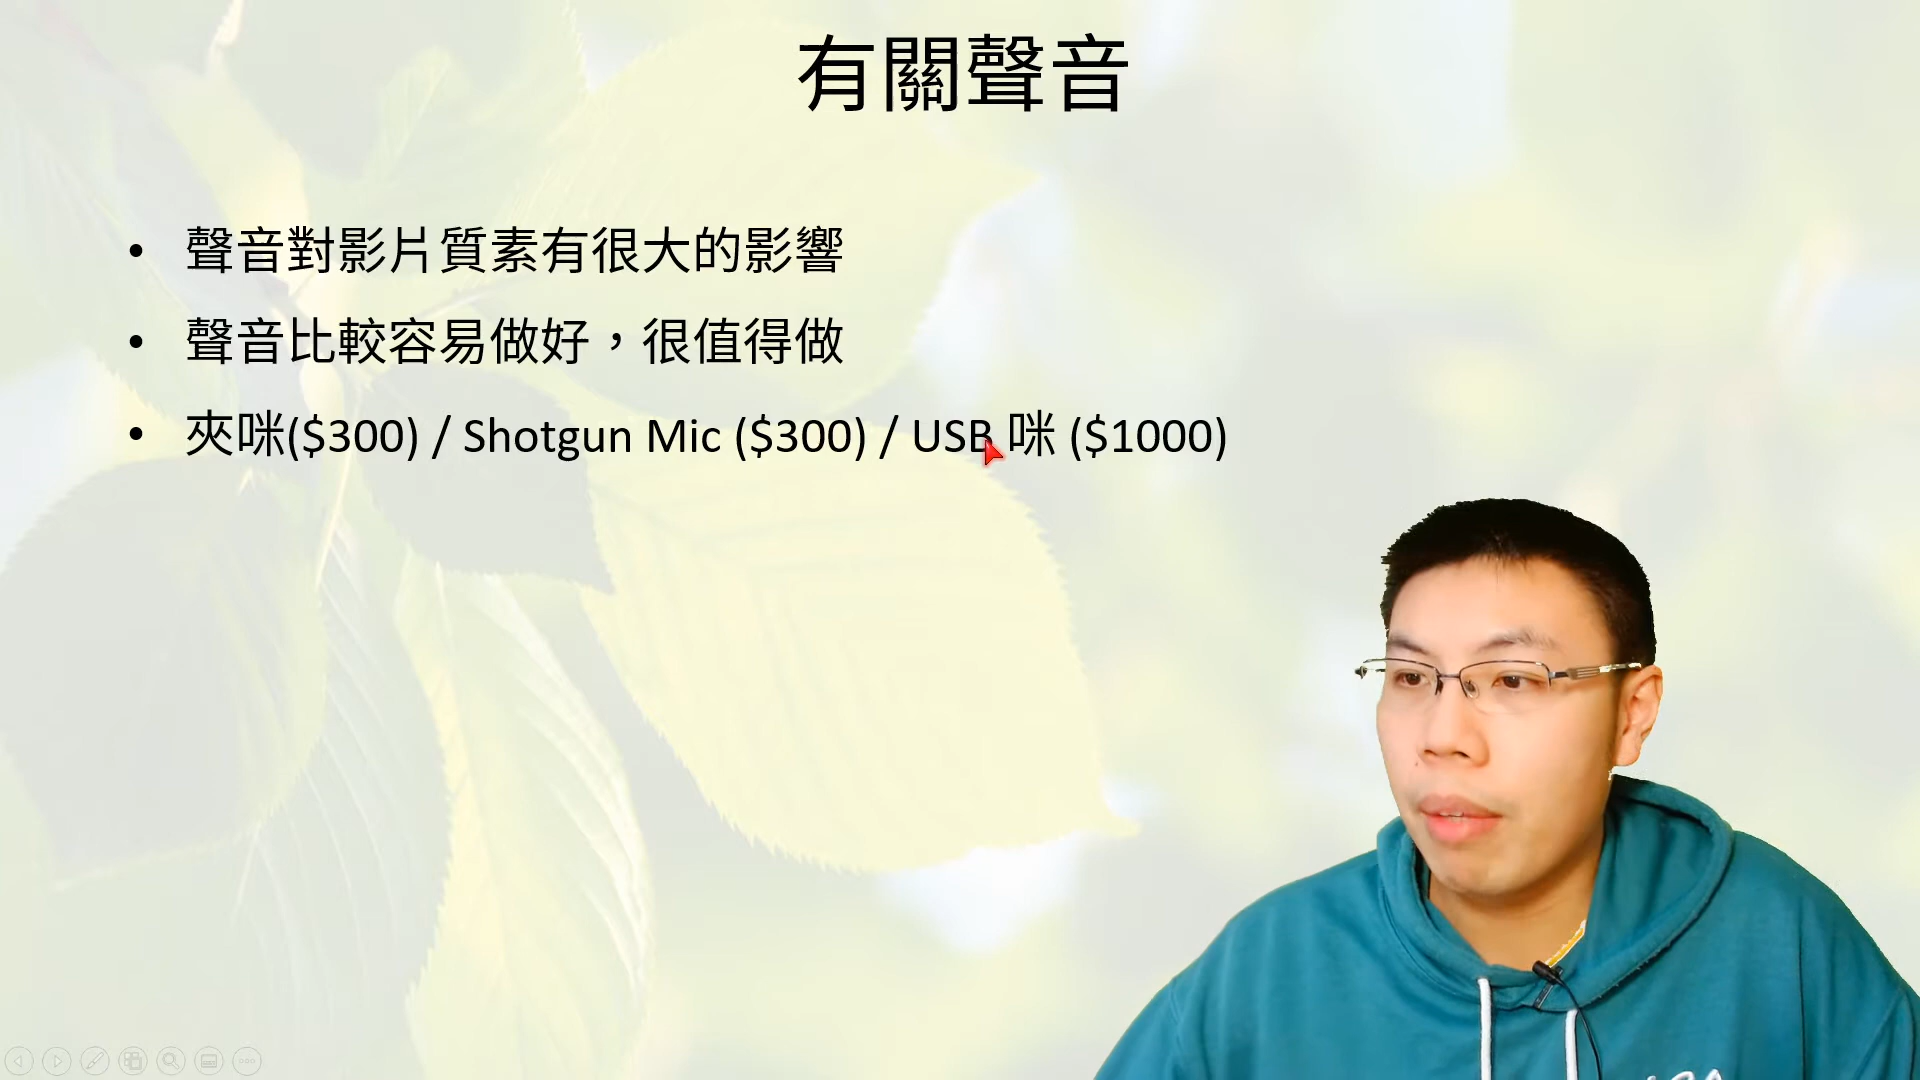 有關聲音
• 聲音對影片質素有很大的影響
• 聲音比較容易做好，很值得做
• 夾咪($300) / Shotgun Mic ($300) / USB 咪 ($1000)